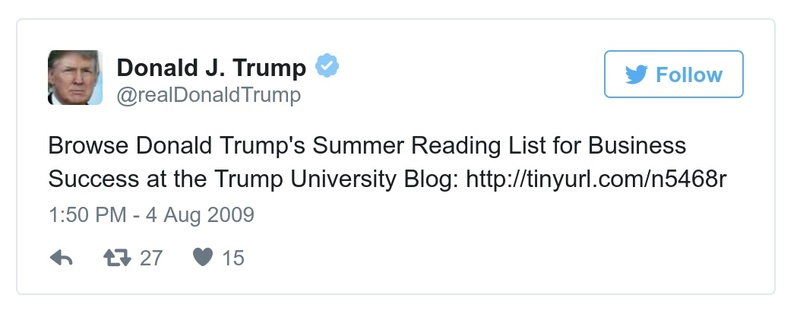 Donald J. Trump
@realDonaldTrump
Follow
Browse Donald Trump's Summer Reading List for Business
Success at the Trump University Blog: http://tinyurl.com/n5468r
1:50 PM - 4 Aug 2009
27 15